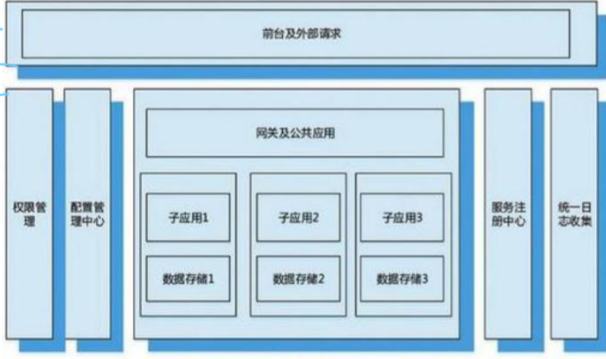 前台及外部请求
权限管
理
配置管
理中心
网关及公共应用
子应用1
子应用2
子应用3
数据存储1
数据存储2
数据存储3
服务注
册中心
统一日
志收集